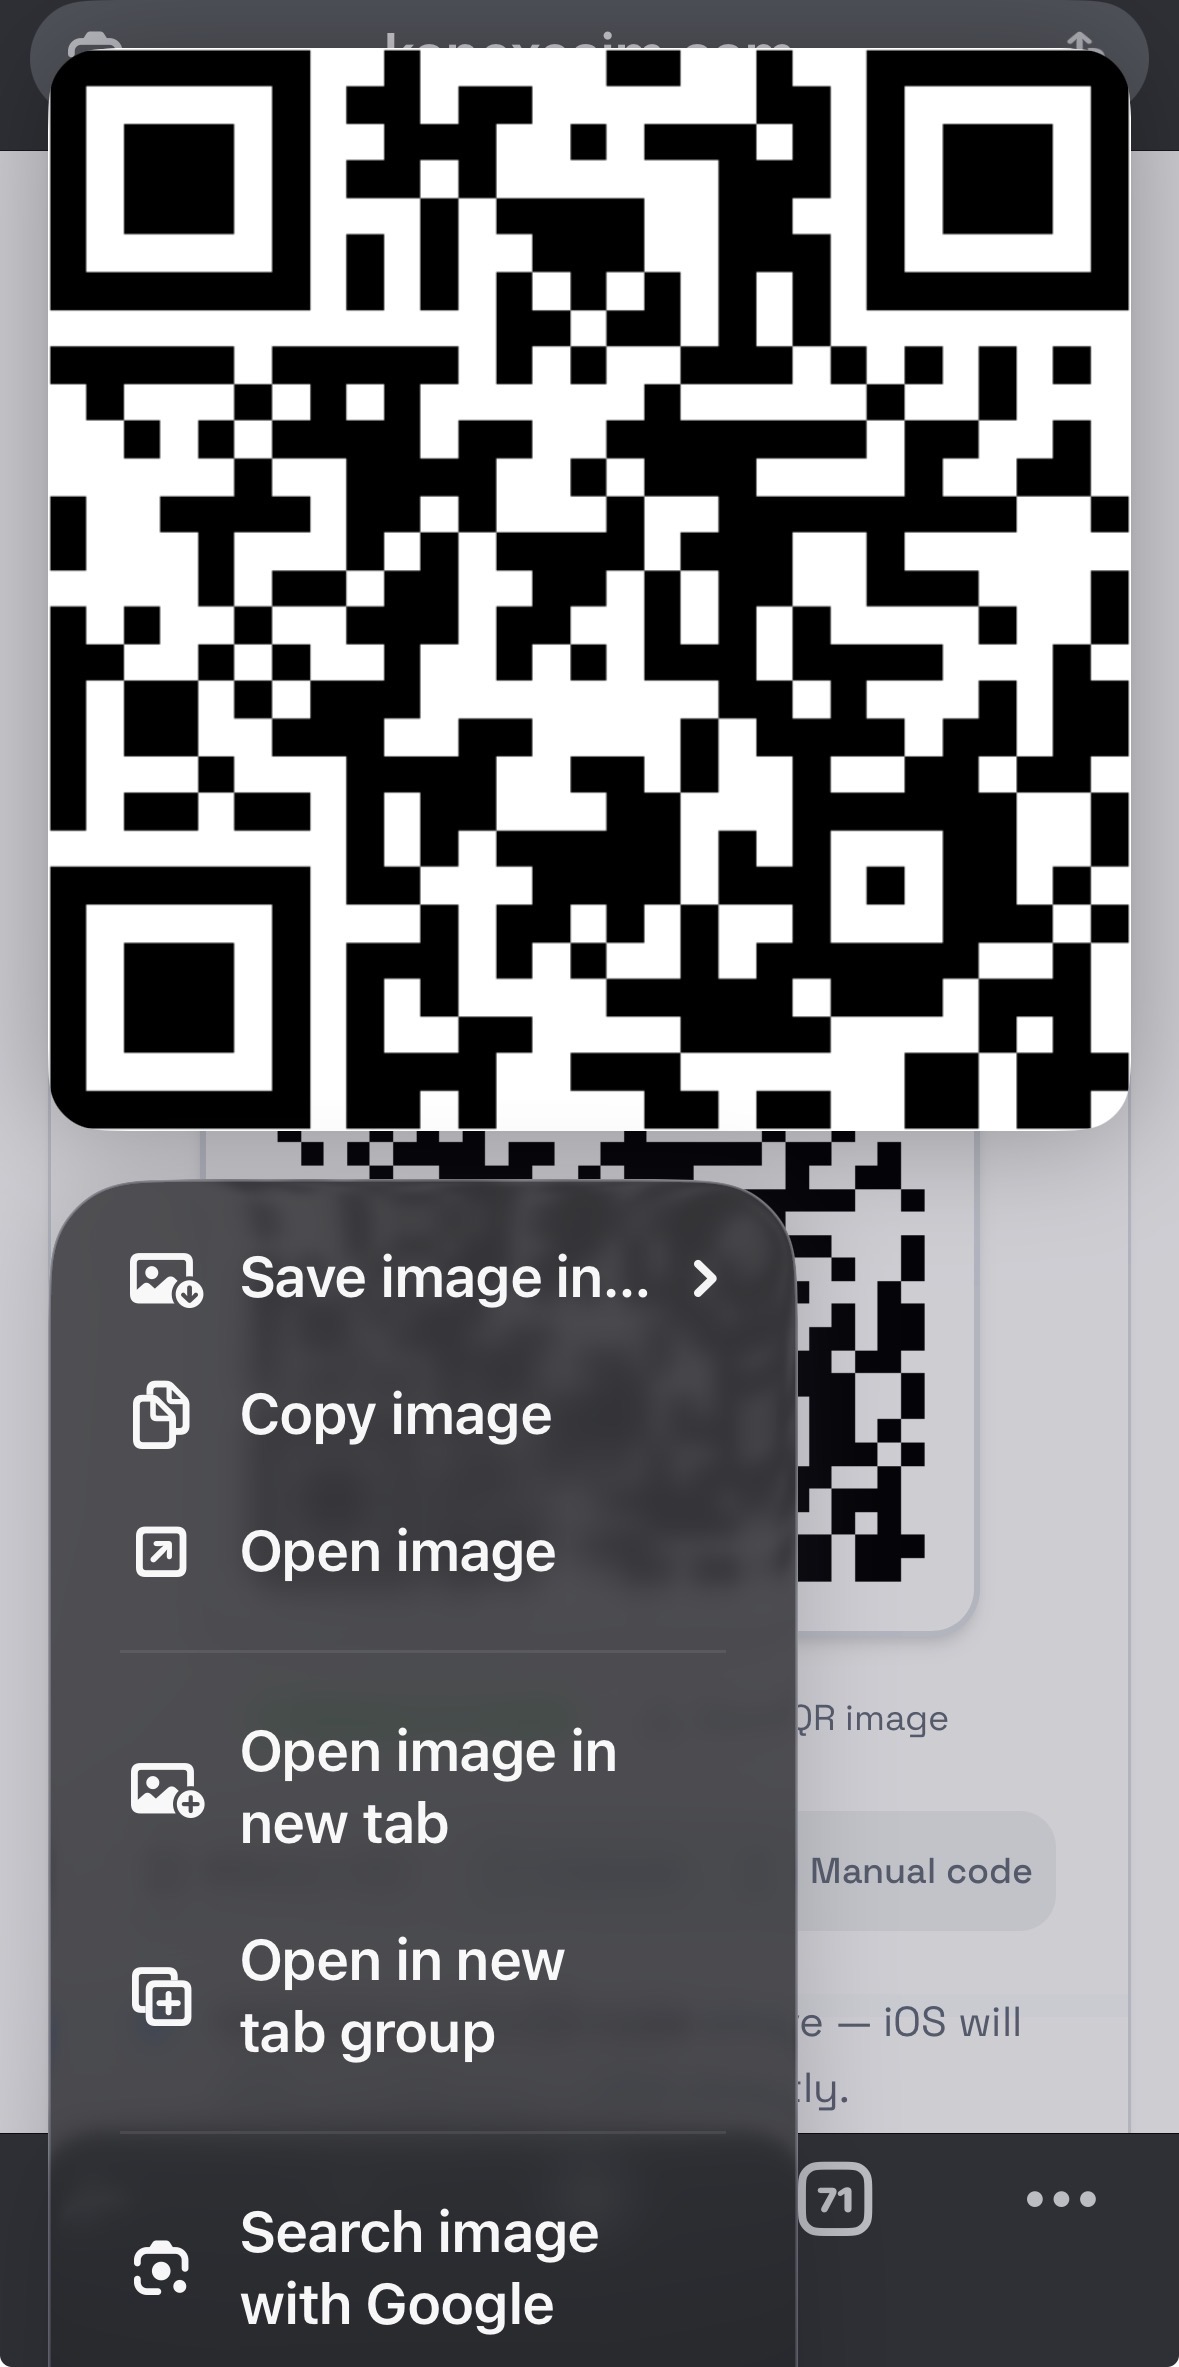 Save image in...
Copy image
Open image
QR image
Open image in
new tab
Manual code
Open in new
tab group
— iOS will
71
Search image
with Google